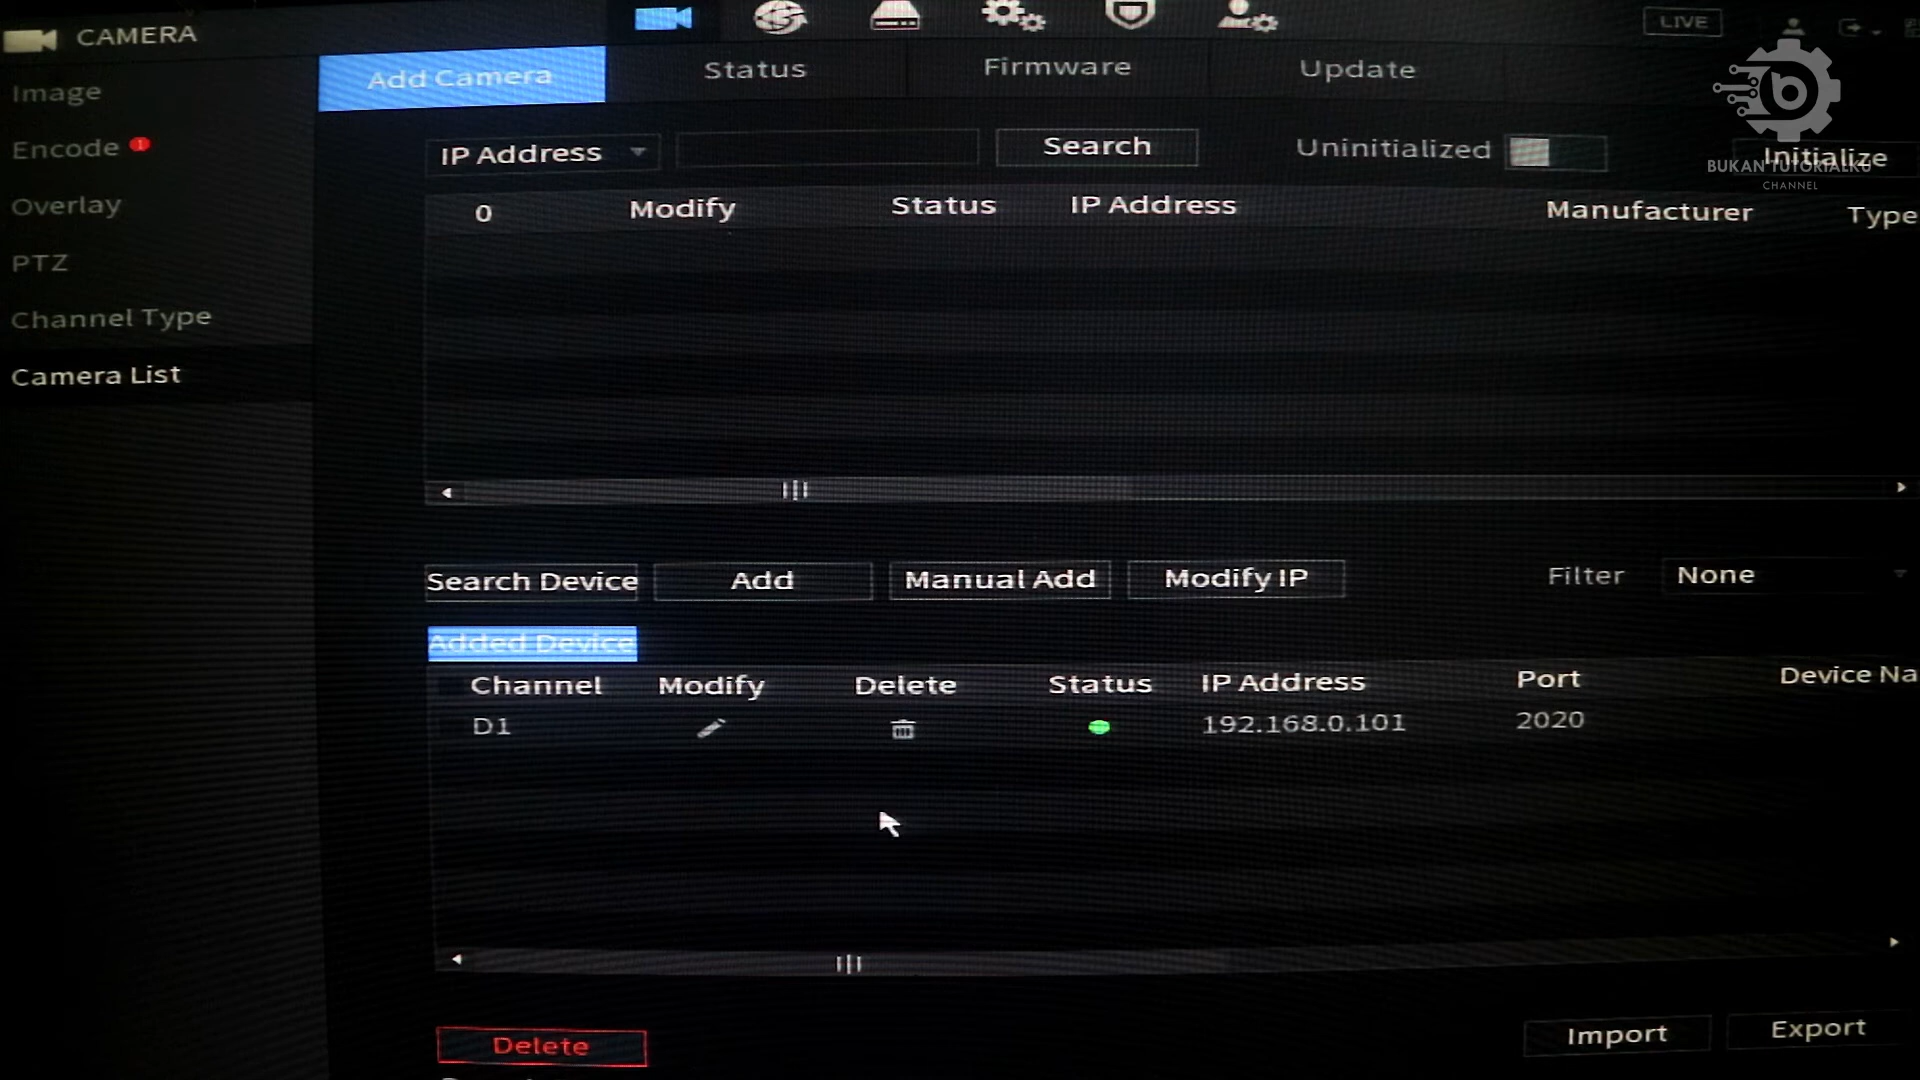 CAMERA
LIVE
Image
Encode 1
Overlay
PTZ
Channel Type
Camera List
Add Camera Status Firmware Update
IP Address Search Uninitialized Initialize
BUKAN TUTORIALKU
CHANNEL
0 Modify Status IP Address Manufacturer Type
Search Device Add Manual Add Modify IP Filter None
Added Device
Channel Modify Delete Status IP Address Port Device Na
D1 192.168.0.101 2020
Delete Import Export